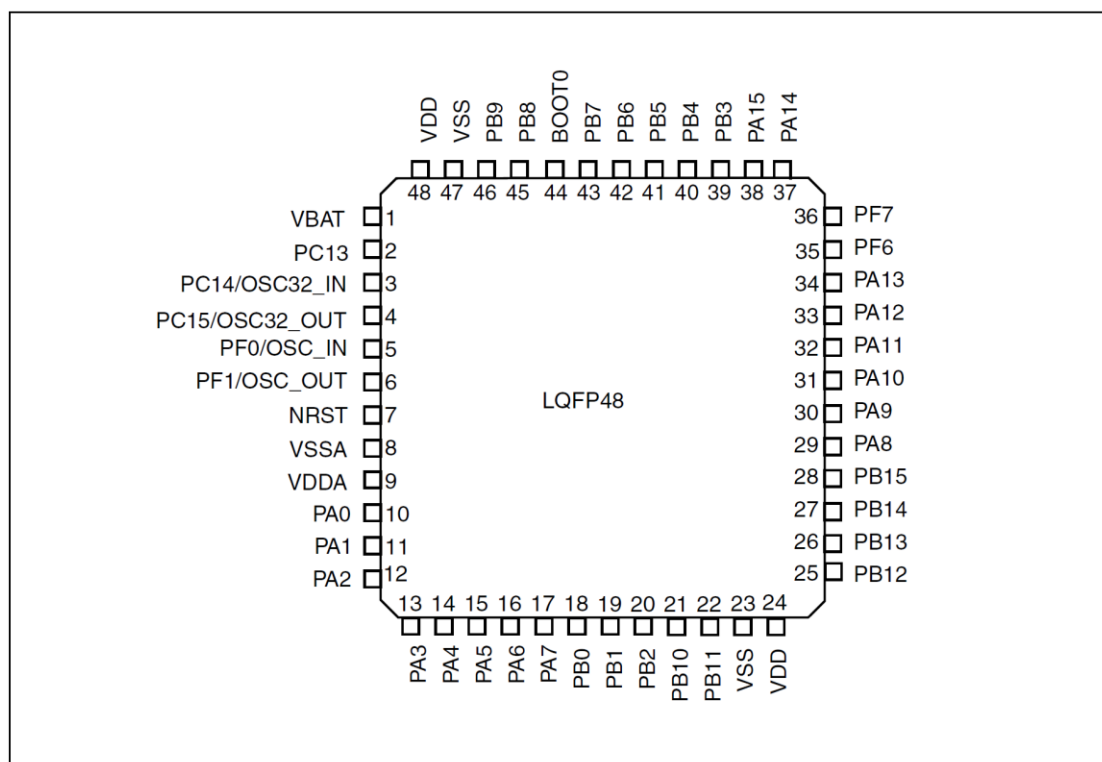 VDD
VSS
PB9
PB8
BOOT0
PB7
PB6
PB5
PB4
PB3
PA15
PA14
48 47 46 45 44 43 42 41 40 39 38 37
VBAT 1
PC13 2
PC14/OSC32_IN 3
PC15/OSC32_OUT 4
PF0/OSC_IN 5
PF1/OSC_OUT 6
NRST 7
VSSA 8
VDDA 9
PA0 10
PA1 11
PA2 12
LQFP48
36 PF7
35 PF6
34 PA13
33 PA12
32 PA11
31 PA10
30 PA9
29 PA8
28 PB15
27 PB14
26 PB13
25 PB12
13 14 15 16 17 18 19 20 21 22 23 24
PA3
PA4
PA5
PA6
PA7
PB0
PB1
PB2
PB10
PB11
VSS
VDD